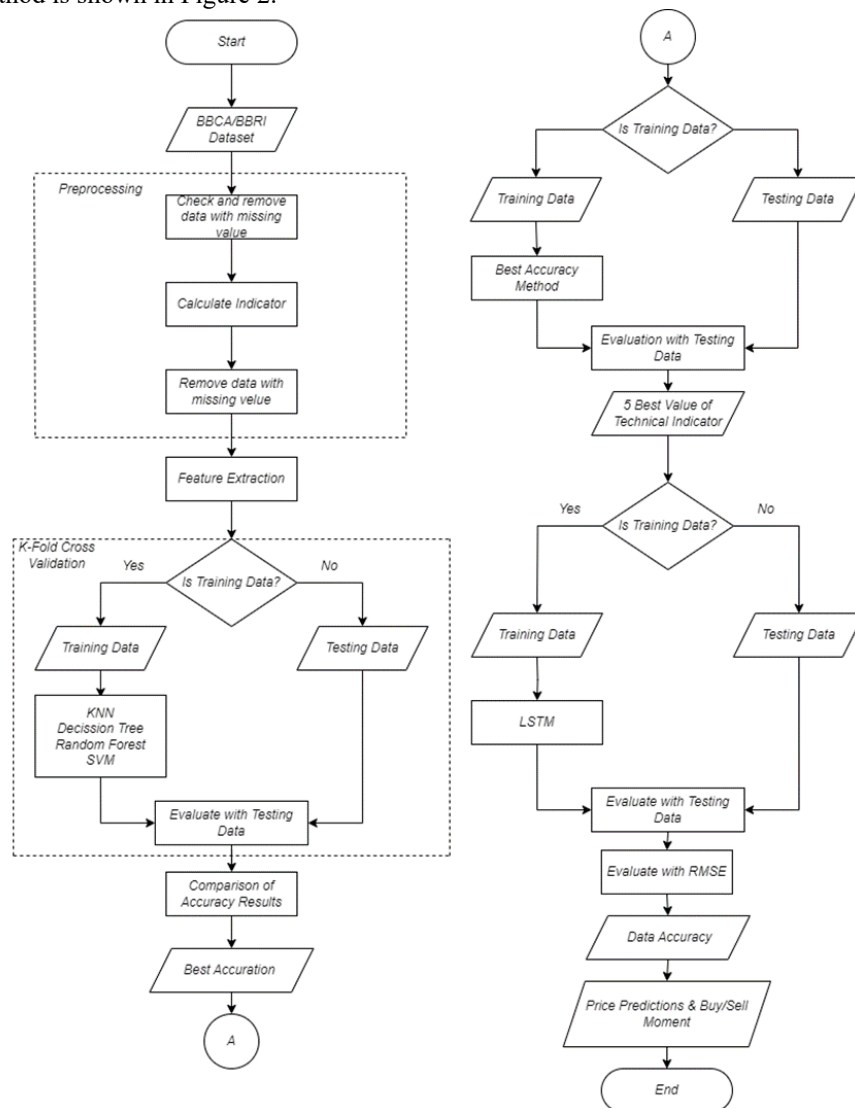 thod is shown in Figure 2.
Start
BBCA/BBRI
Dataset
Preprocessing
Check and remove
data with missing
value
Calculate Indicator
Remove data with
missing velue
Feature Extraction
K-Fold Cross
Validation
Yes
No
Is Training Data?
Training Data
Testing Data
KNN
Decission Tree
Random Forest
SVM
Evaluate with Testing
Data
Comparison of
Accuracy Results
Best Accuration
A
A
Is Training Data?
Training Data
Testing Data
Best Accuracy
Method
Evaluation with Testing
Data
5 Best Value of
Technical Indicator
Yes
No
Is Training Data?
Training Data
Testing Data
LSTM
Evaluate with Testing
Data
Evaluate with RMSE
Data Accuracy
Price Predictions & Buy/Sell
Moment
End